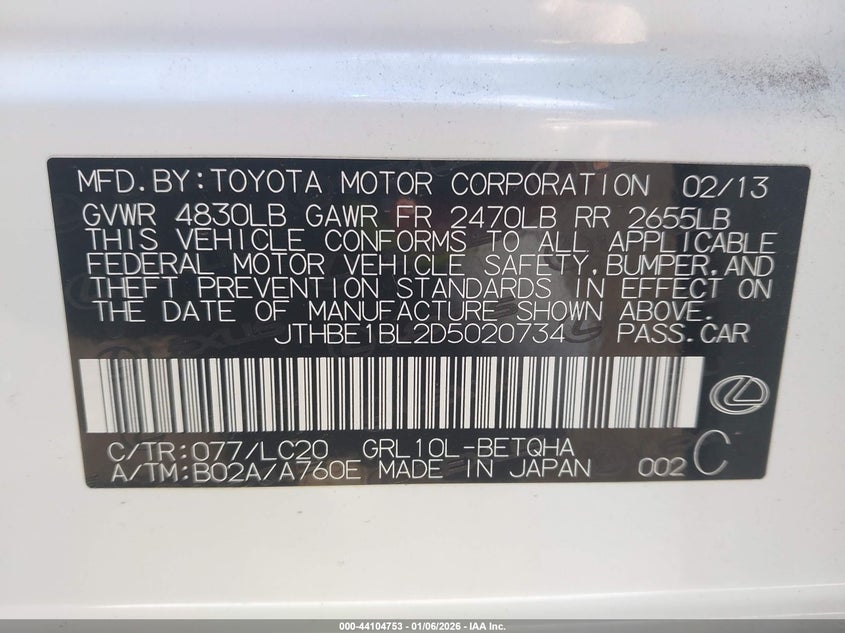 MFD.BY:TOYOTA MOTOR CORPORATION 02/13
GVWR 4830LB GAWR FR 2470LB RR 2655LB
THIS VEHICLE CONFORMS TO ALL APPLICABLE
FEDERAL MOTOR VEHICLE SAFETY,BUMPER,AND
THEFT PREVENTION STANDARDS IN EFFECT ON
THE DATE OF MANUFACTURE SHOWN ABOVE.
JTHBE1BL2D5020734 PASS.CAR
C/TR:077/LC20 GRL10L-BETQHA
A/TM:B02A/A760E MADE IN JAPAN 002 C
000-44104753 - 01/06/2026 - IAA Inc.